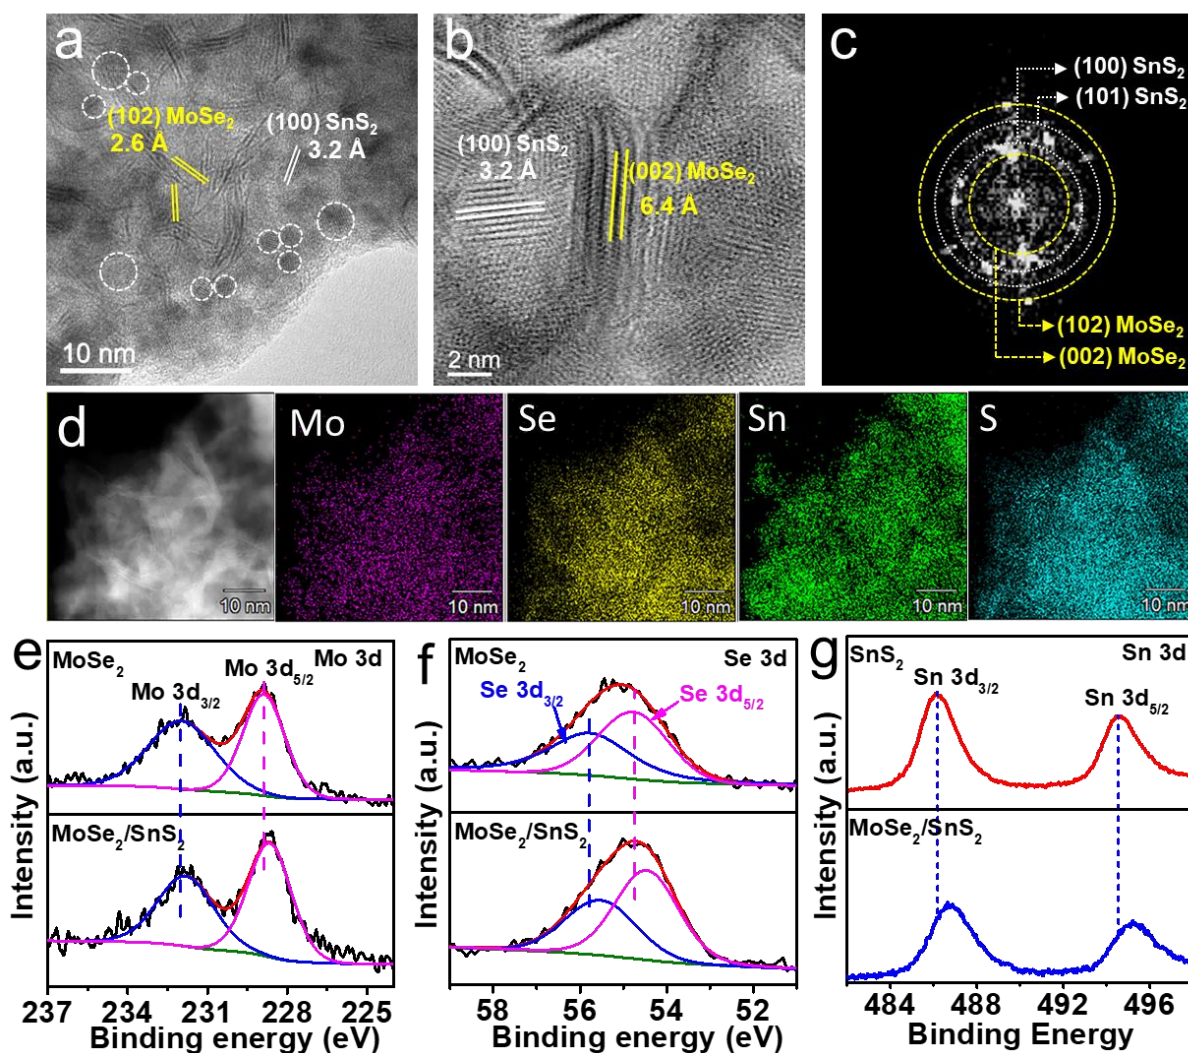 a
(102) MoSe₂
2.6 Å
(100) SnS₂
3.2 Å
10 nm
b
(100) SnS₂
3.2 Å
(002) MoSe₂
6.4 Å
2 nm
c
(100) SnS₂
(101) SnS₂
(102) MoSe₂
(002) MoSe₂
d
10 nm
Mo
10 nm
Se
10 nm
Sn
10 nm
S
10 nm
e
MoSe₂
Mo 3d
Mo 3d₃/₂
Mo 3d₅/₂
MoSe₂/SnS₂
Intensity (a.u.)
237 234 231 228 225
Binding energy (eV)
f
MoSe₂
Se 3d
Se 3d₃/₂
Se 3d₅/₂
MoSe₂/SnS₂
Intensity (a.u.)
58 56 54 52
Binding energy (eV)
g
SnS₂
Sn 3d
Sn 3d₃/₂
Sn 3d₅/₂
MoSe₂/SnS₂
Intensity (a.u.)
484 488 492 496
Binding Energy